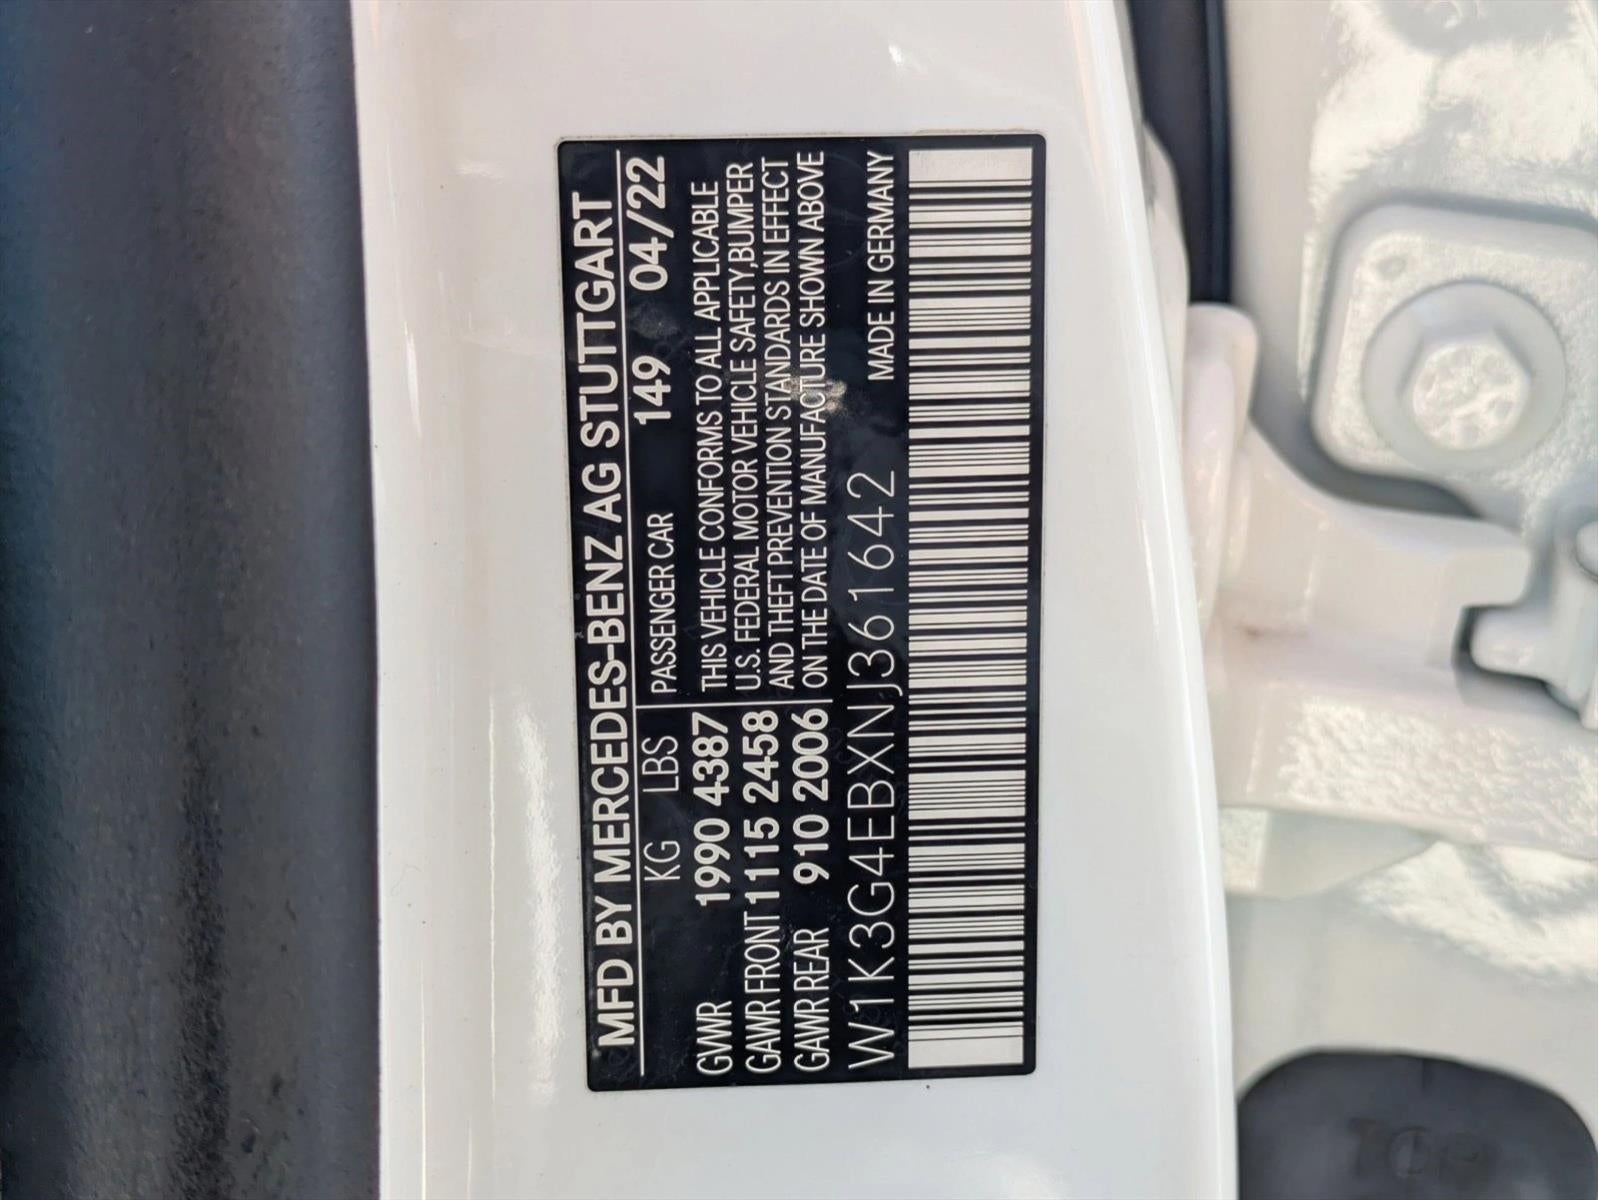 MFD BY MERCEDES-BENZ AG STUTTGART
KG LBS PASSENGER CAR 149 04/22
GVWR 1990 4387 THIS VEHICLE CONFORMS TO ALL APPLICABLE
GAWR FRONT 1115 2458 U.S. FEDERAL MOTOR VEHICLE SAFETY,BUMPER
AND THEFT PREVENTION STANDARDS IN EFFECT
GAWR REAR 910 2006 ON THE DATE OF MANUFACTURE SHOWN ABOVE
W1K3G4EBXNJ361642 MADE IN GERMANY
TOP